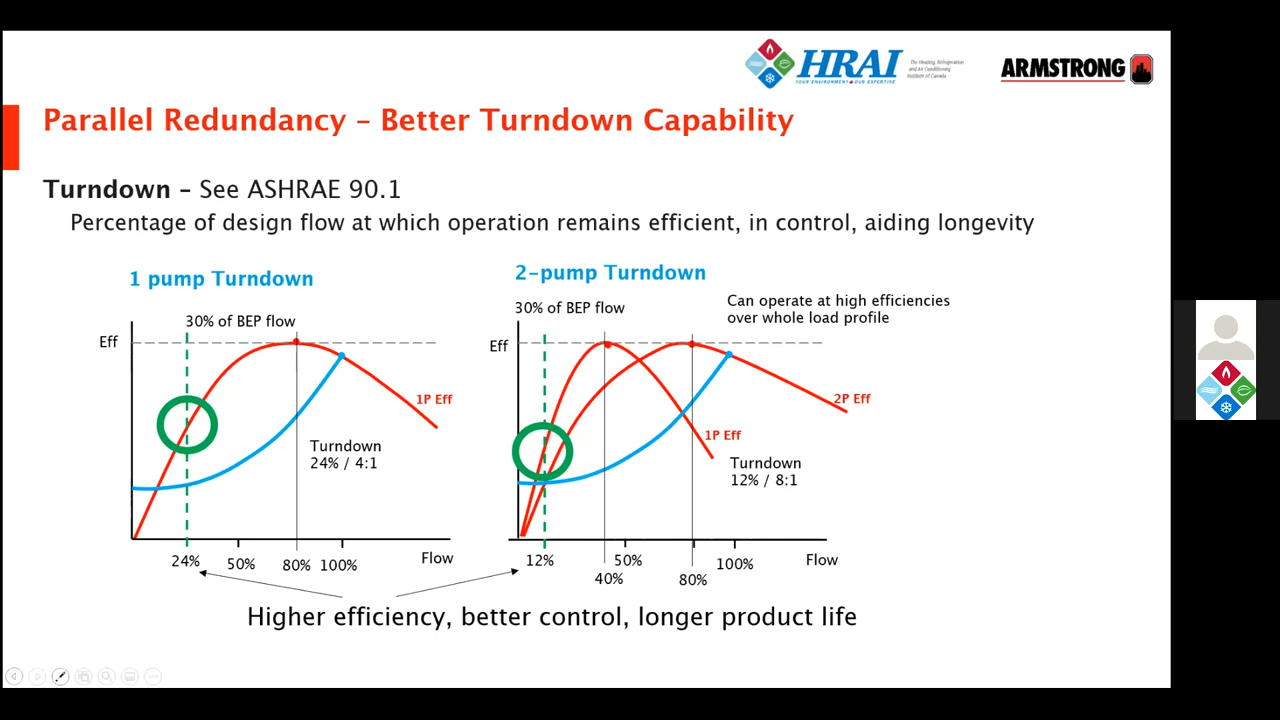 HRAI
YOUR ENVIRONMENT OUR EXPERTISE
The Heating, Refrigeration
and Air Conditioning
Institute of Canada
ARMSTRONG
Parallel Redundancy – Better Turndown Capability
Turndown – See ASHRAE 90.1
Percentage of design flow at which operation remains efficient, in control, aiding longevity
1 pump Turndown
30% of BEP flow
Eff
1P Eff
Turndown
24% / 4:1
24%
50%
80%
100%
Flow
2-pump Turndown
30% of BEP flow
Can operate at high efficiencies
over whole load profile
Eff
2P Eff
1P Eff
Turndown
12% / 8:1
12%
40%
50%
80%
100%
Flow
Higher efficiency, better control, longer product life